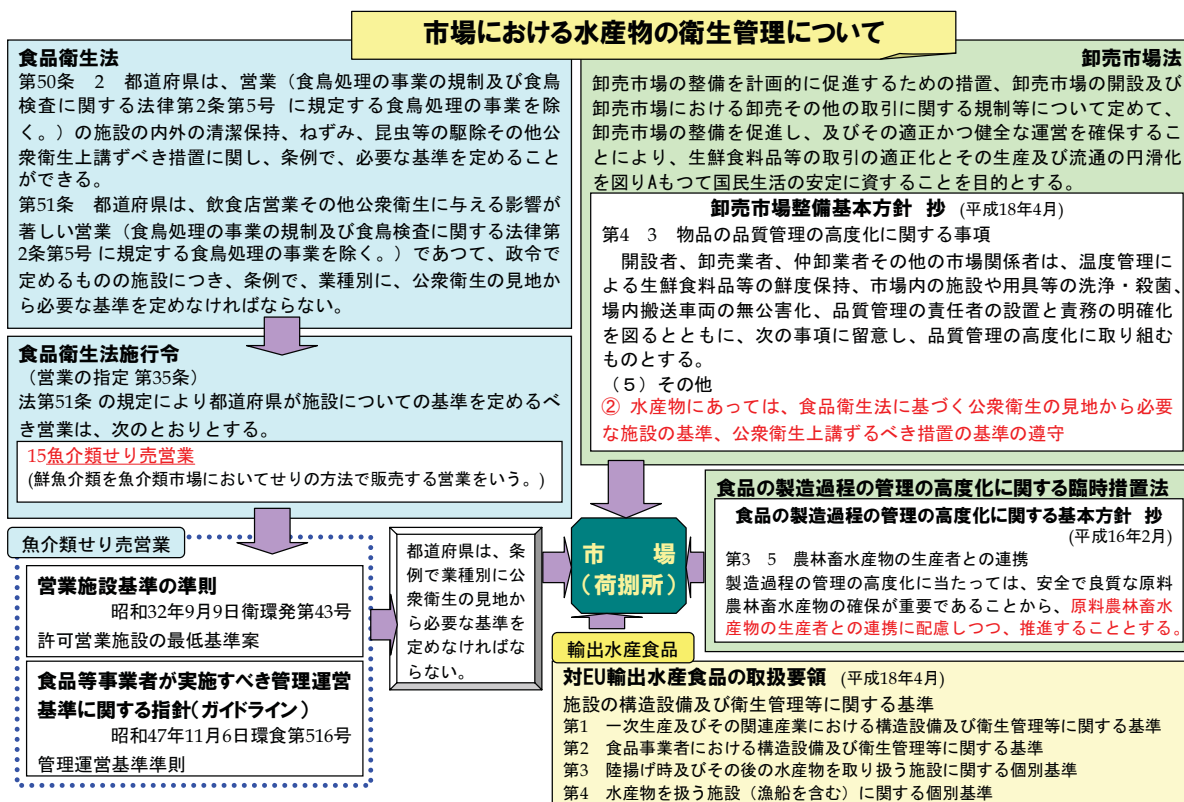 市場における水産物の衛生管理について
食品衛生法
第50条 2 都道府県は、営業（食鳥処理の事業の規制及び食鳥
検査に関する法律第2条第5号 に規定する食鳥処理の事業を除
く。）の施設の内外の清潔保持、ねずみ、昆虫等の駆除その他公
衆衛生上講ずべき措置に関し、条例で、必要な基準を定めること
ができる。
第51条 都道府県は、飲食店営業その他公衆衛生に与える影響が
著しい営業（食鳥処理の事業の規制及び食鳥検査に関する法律第
2条第5号 に規定する食鳥処理の事業を除く。）であつて、政令で
定めるものの施設につき、条例で、業種別に、公衆衛生の見地か
ら必要な基準を定めなければならない。
食品衛生法施行令
（営業の指定 第35条）
法第51条 の規定により都道府県が施設についての基準を定めるべ
き営業は、次のとおりとする。
15魚介類せり売営業
(鮮魚介類を魚介類市場においてせりの方法で販売する営業をいう。)
魚介類せり売営業
営業施設基準の準則
昭和32年9月9日衛環発第43号
許可営業施設の最低基準案
食品等事業者が実施すべき管理運営
基準に関する指針(ガイドライン)
昭和47年11月6日環食第516号
管理運営基準準則
都道府県は、条
例で業種別に公
衆衛生の見地か
ら必要な基準を
定めなければな
らない。
卸売市場法
卸売市場の整備を計画的に促進するための措置、卸売市場の開設及び
卸売市場における卸売その他の取引に関する規制等について定めて、
卸売市場の整備を促進し、及びその適正かつ健全な運営を確保するこ
とにより、生鮮食料品等の取引の適正化とその生産及び流通の円滑化
を図りAもつて国民生活の安定に資することを目的とする。
卸売市場整備基本方針 抄 (平成18年4月)
第4 3 物品の品質管理の高度化に関する事項
開設者、卸売業者、仲卸業者その他の市場関係者は、温度管理に
よる生鮮食料品等の鮮度保持、市場内の施設や用具等の洗浄・殺菌、
場内搬送車両の無公害化、品質管理の責任者の設置と責務の明確化
を図るとともに、次の事項に留意し、品質管理の高度化に取り組む
ものとする。
（５）その他
② 水産物にあっては、食品衛生法に基づく公衆衛生の見地から必要
な施設の基準、公衆衛生上講ずるべき措置の基準の遵守
市 場
（荷捌所）
食品の製造過程の管理の高度化に関する臨時措置法
食品の製造過程の管理の高度化に関する基本方針 抄
(平成16年2月)
第3 5 農林畜水産物の生産者との連携
製造過程の管理の高度化に当たっては、安全で良質な原料
農林畜水産物の確保が重要であることから、原料農林畜水
産物の生産者との連携に配慮しつつ、推進することとする。
輸出水産食品
対EU輸出水産食品の取扱要領 (平成18年4月)
施設の構造設備及び衛生管理等に関する基準
第1 一次生産及びその関連産業における構造設備及び衛生管理等に関する基準
第2 食品事業者における構造設備及び衛生管理等に関する基準
第3 陸揚げ時及びその後の水産物を取り扱う施設に関する個別基準
第4 水産物を扱う施設（漁船を含む）に関する個別基準